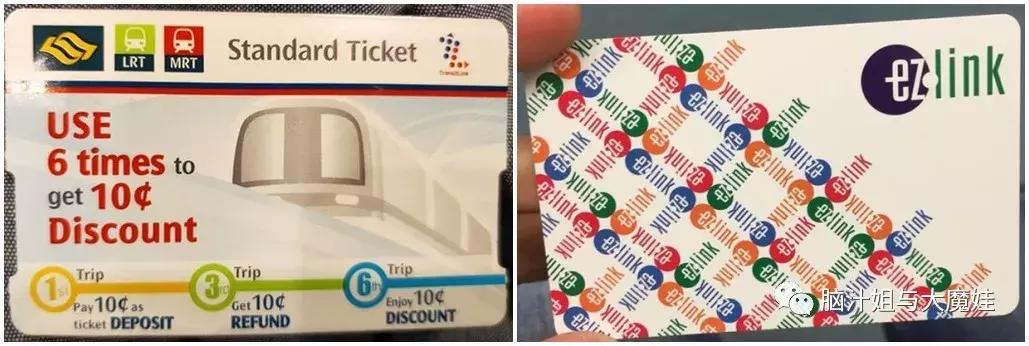 LRT MRT Standard Ticket TransitLink
USE
6 times to
get 10¢
Discount
1st Trip
Pay 10¢ as
ticket DEPOSIT
3rd Trip
Get 10¢
REFUND
6th Trip
Enjoy 10¢
DISCOUNT
ez-link
脑汁姐与大魔娃